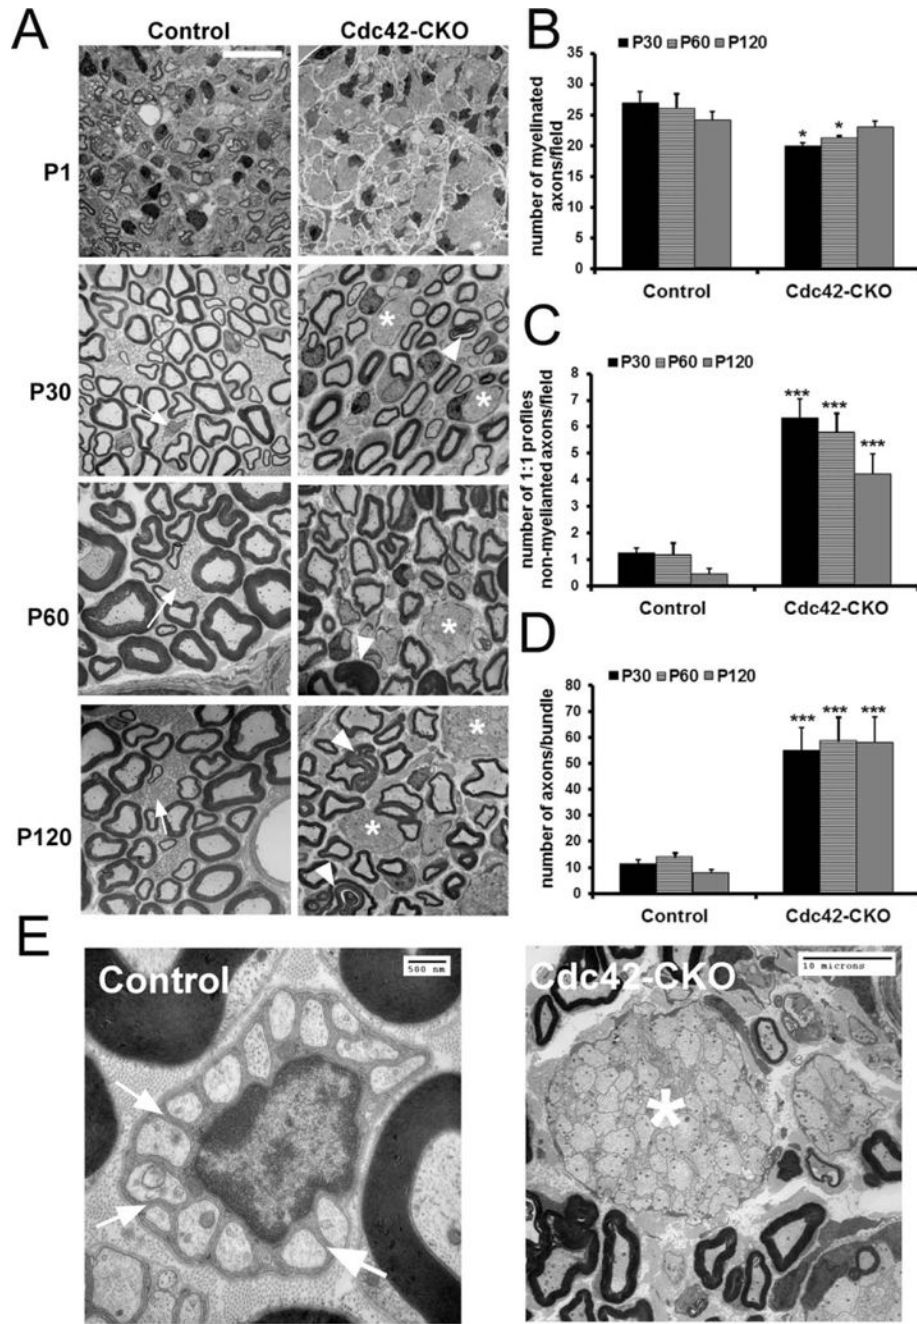 A
Control
Cdc42-CKO
P1
P30
*
*
P60
*
P120
*
*
B
P30 P60 P120
number of myelinated
axons/field
35
30
25
20
15
10
5
0
* *
Control Cdc42-CKO
C
P30 P60 P120
number of 1:1 profiles
non-myelianted axons/field
8
7
6
5
4
3
2
1
0
*** *** ***
Control Cdc42-CKO
D
P30 P60 P120
number of axons/bundle
80
70
60
50
40
30
20
10
0
*** *** ***
Control Cdc42-CKO
E
Control
500 nm
Cdc42-CKO
10 microns
*